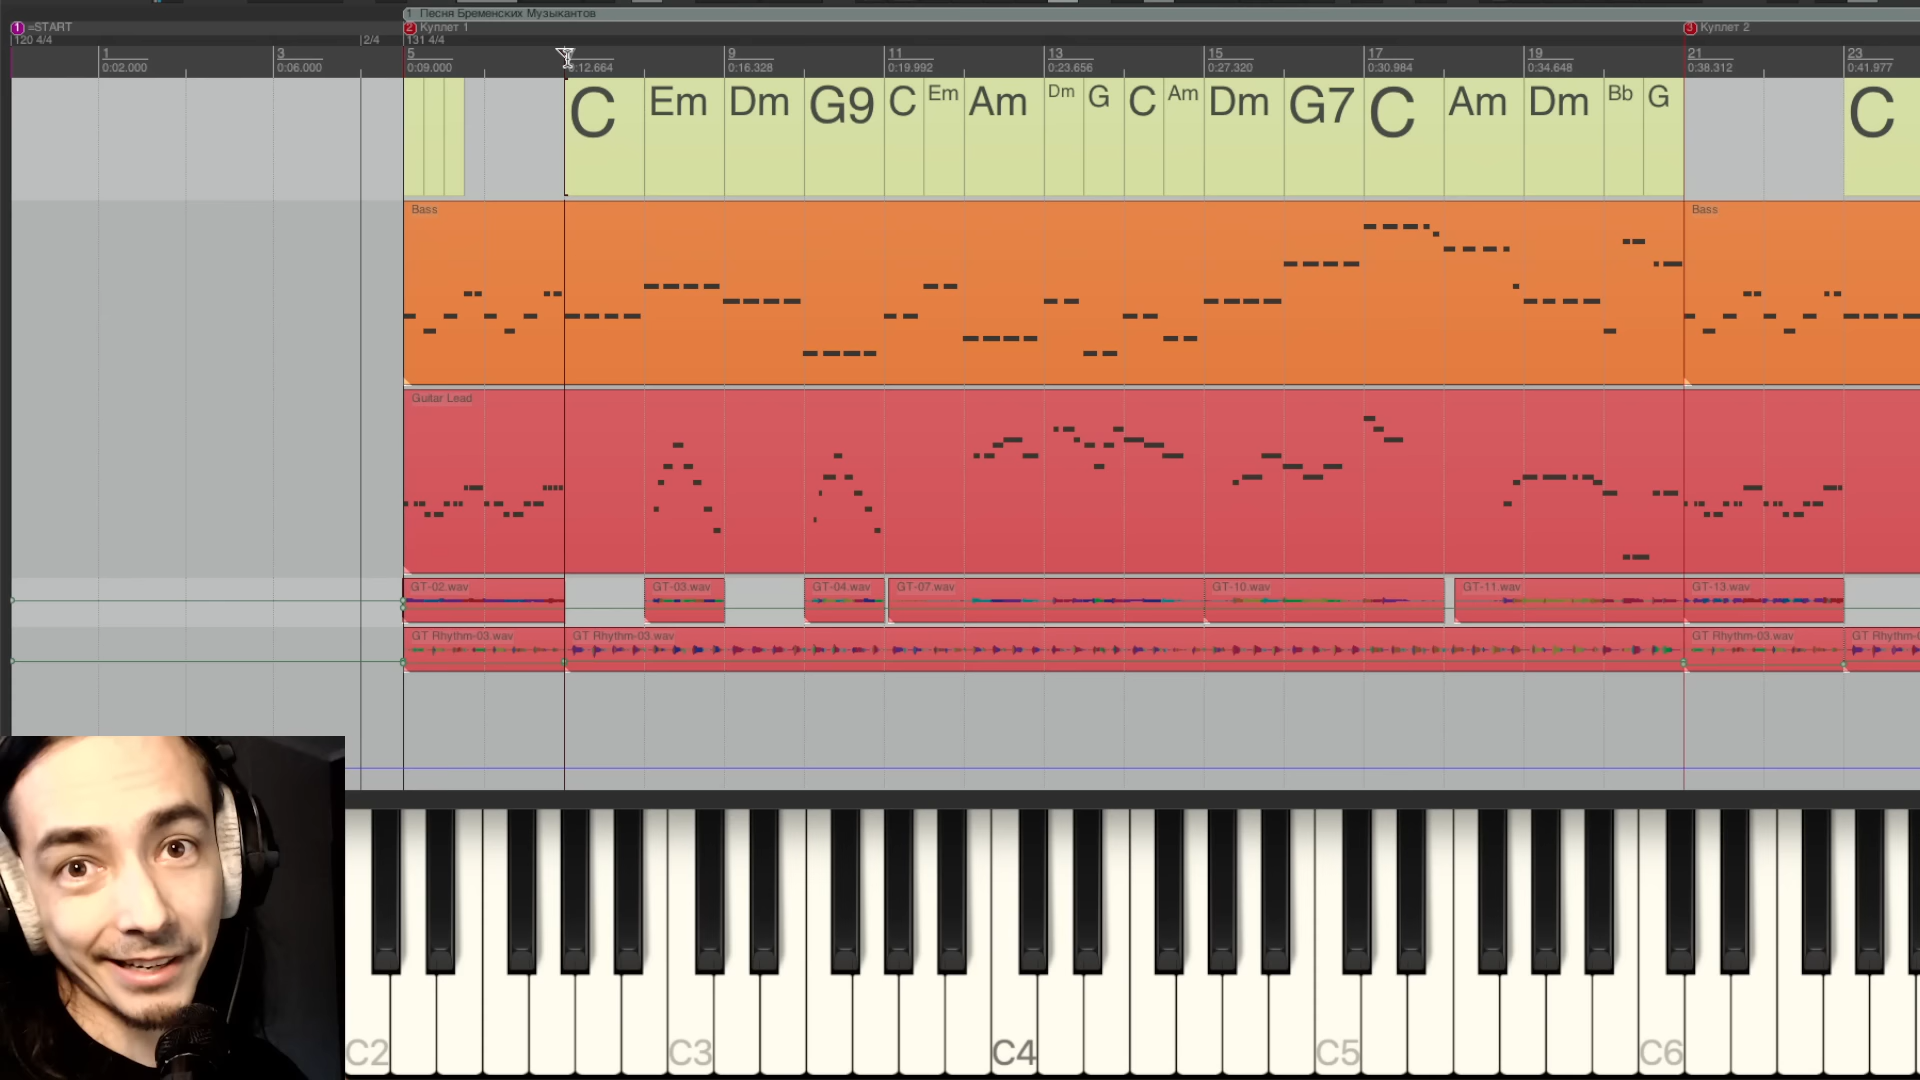 1 Песня Бременских Музыкантов
1 =START
2 Куплет 1
3 Куплет 2
120 4/4
2/4
131 4/4
1
3
5
9
11
13
15
17
19
21
23
0:02.000
0:06.000
0:09.000
:12.664
0:16.328
0:19.992
0:23.656
0:27.320
0:30.984
0:34.648
0:38.312
0:41.977
C Em Dm G9 C Em Am Dm G C Am Dm G7 C Am Dm Bb G C
Bass
Bass
Guitar Lead
GT-02.wav
GT-03.wav
GT-04.wav
GT-07.wav
GT-10.wav
GT-11.wav
GT-13.wav
GT Rhythm-03.wav
GT Rhythm-03.wav
GT Rhythm-03.wav
GT Rhythm-
C2
C3
C4
C5
C6